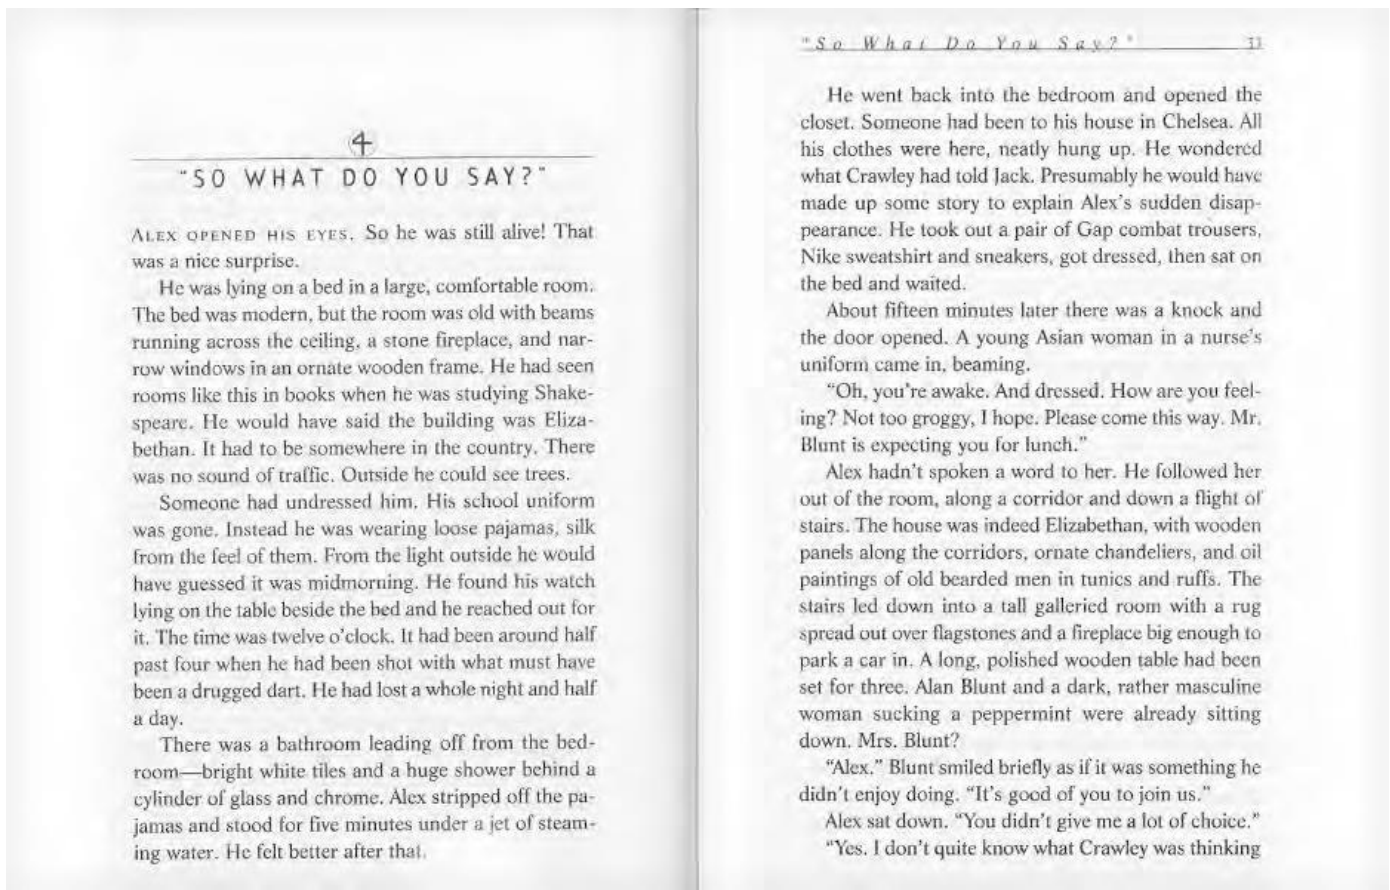 4
"SO WHAT DO YOU SAY?"
ALEX OPENED HIS EYES. So he was still alive! That
was a nice surprise.
He was lying on a bed in a large, comfortable room.
The bed was modern, but the room was old with beams
running across the ceiling, a stone fireplace, and nar-
row windows in an ornate wooden frame. He had seen
rooms like this in books when he was studying Shake-
speare. He would have said the building was Eliza-
bethan. It had to be somewhere in the country. There
was no sound of traffic. Outside he could see trees.
Someone had undressed him. His school uniform
was gone. Instead he was wearing loose pajamas, silk
from the feel of them. From the light outside he would
have guessed it was midmorning. He found his watch
lying on the table beside the bed and he reached out for
it. The time was twelve o'clock. It had been around half
past four when he had been shot with what must have
been a drugged dart. He had lost a whole night and half
a day.
There was a bathroom leading off from the bed-
room—bright white tiles and a huge shower behind a
cylinder of glass and chrome. Alex stripped off the pa-
jamas and stood for five minutes under a jet of steam-
ing water. He felt better after that.
"So What Do You Say?" 33
He went back into the bedroom and opened the
closet. Someone had been to his house in Chelsea. All
his clothes were here, neatly hung up. He wondered
what Crawley had told Jack. Presumably he would have
made up some story to explain Alex's sudden disap-
pearance. He took out a pair of Gap combat trousers,
Nike sweatshirt and sneakers, got dressed, then sat on
the bed and waited.
About fifteen minutes later there was a knock and
the door opened. A young Asian woman in a nurse's
uniform came in, beaming.
"Oh, you're awake. And dressed. How are you feel-
ing? Not too groggy, I hope. Please come this way. Mr.
Blunt is expecting you for lunch."
Alex hadn't spoken a word to her. He followed her
out of the room, along a corridor and down a flight of
stairs. The house was indeed Elizabethan, with wooden
panels along the corridors, ornate chandeliers, and oil
paintings of old bearded men in tunics and ruffs. The
stairs led down into a tall galleried room with a rug
spread out over flagstones and a fireplace big enough to
park a car in. A long, polished wooden table had been
set for three. Alan Blunt and a dark, rather masculine
woman sucking a peppermint were already sitting
down. Mrs. Blunt?
"Alex." Blunt smiled briefly as if it was something he
didn't enjoy doing. "It's good of you to join us."
Alex sat down. "You didn't give me a lot of choice."
"Yes. I don't quite know what Crawley was thinking